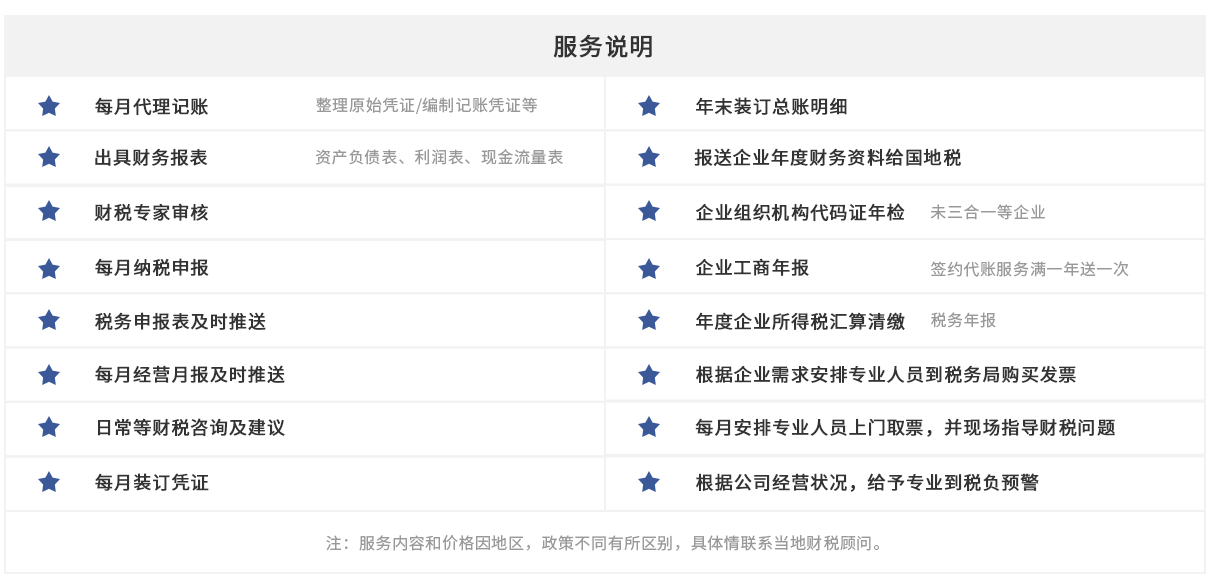 服务说明
每月代理记账 整理原始凭证/编制记账凭证等
年末装订总账明细
出具财务报表 资产负债表、利润表、现金流量表
报送企业年度财务资料给国地税
财税专家审核
企业组织机构代码证年检 未三合一等企业
每月纳税申报
企业工商年报 签约代账服务满一年送一次
税务申报表及时推送
年度企业所得税汇算清缴 税务年报
每月经营月报及时推送
根据企业需求安排专业人员到税务局购买发票
日常等财税咨询及建议
每月安排专业人员上门取票，并现场指导财税问题
每月装订凭证
根据公司经营状况，给予专业到税负预警
注：服务内容和价格因地区，政策不同有所区别，具体情联系当地财税顾问。